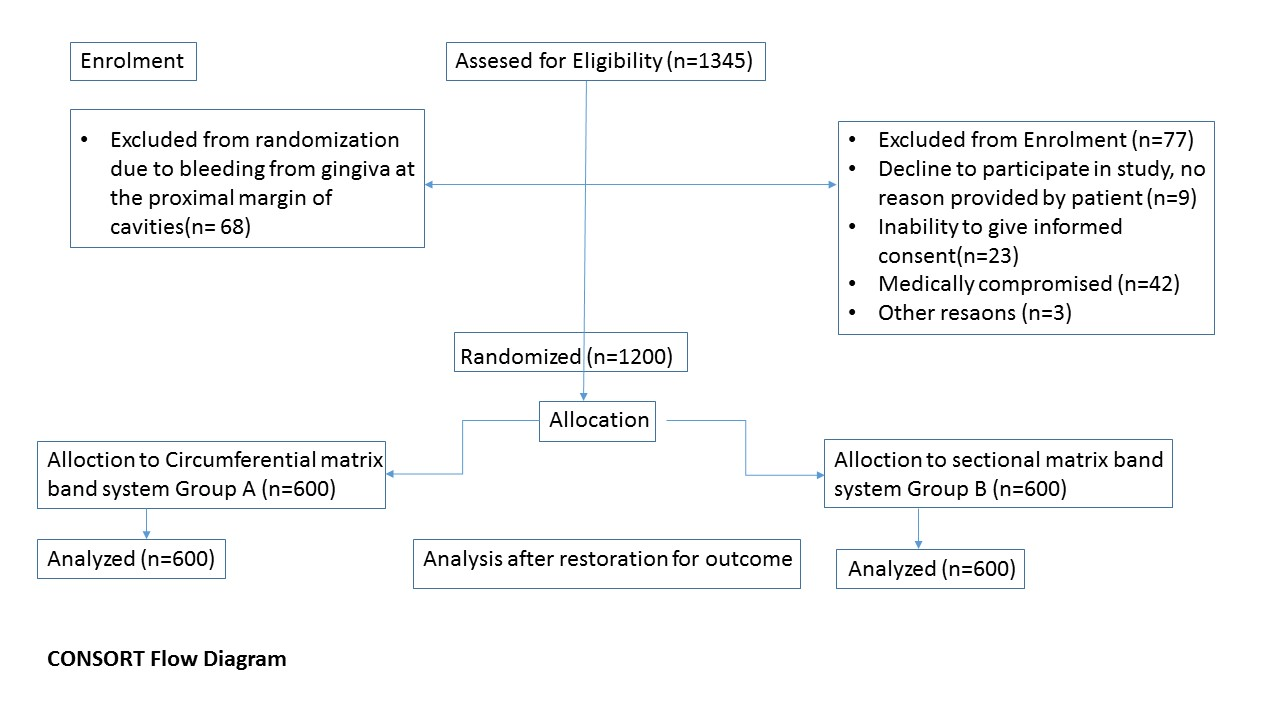 Enrolment
Assesed for Eligibility (n=1345)
• Excluded from randomization
due to bleeding from gingiva at
the proximal margin of
cavities(n= 68)
• Excluded from Enrolment (n=77)
• Decline to participate in study, no
reason provided by patient (n=9)
• Inability to give informed
consent(n=23)
• Medically compromised (n=42)
• Other resaons (n=3)
Randomized (n=1200)
Allocation
Alloction to Circumferential matrix
band system Group A (n=600)
Alloction to sectional matrix band
system Group B (n=600)
Analyzed (n=600)
Analysis after restoration for outcome
Analyzed (n=600)
CONSORT Flow Diagram